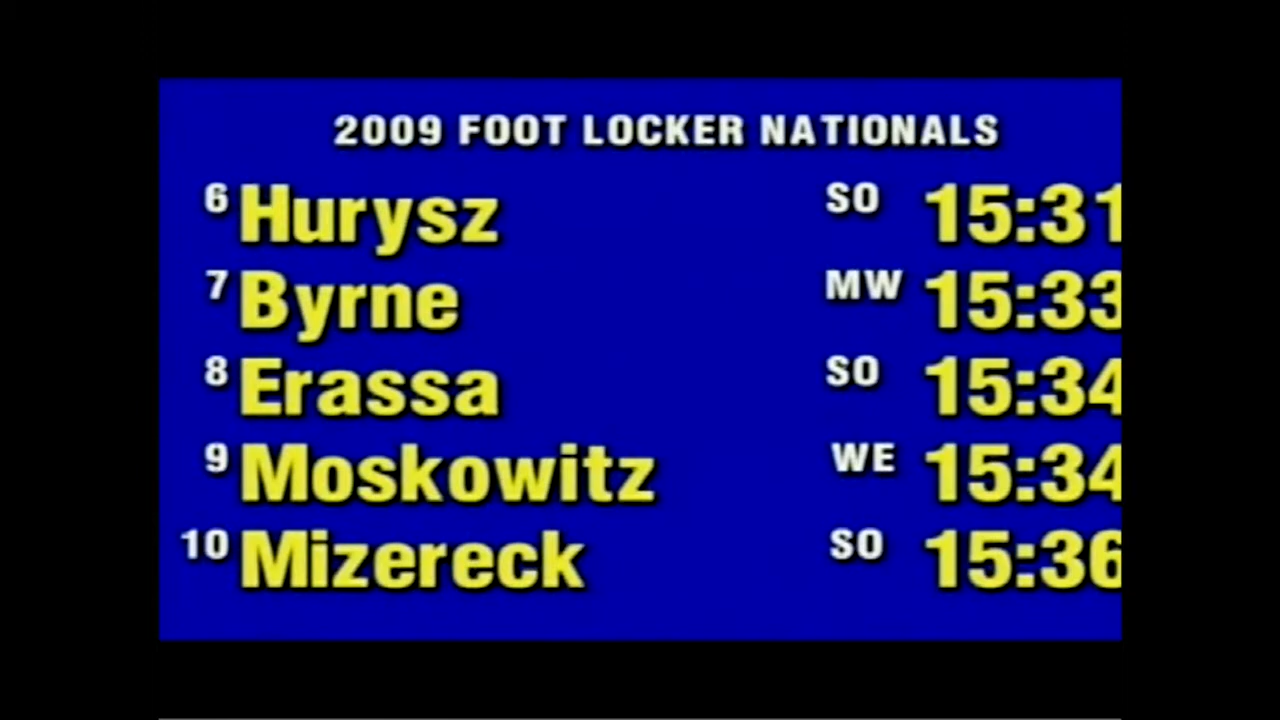 2009 FOOT LOCKER NATIONALS
6 Hurysz SO 15:31
7 Byrne MW 15:33
8 Erassa SO 15:34
9 Moskowitz WE 15:34
10 Mizereck SO 15:36